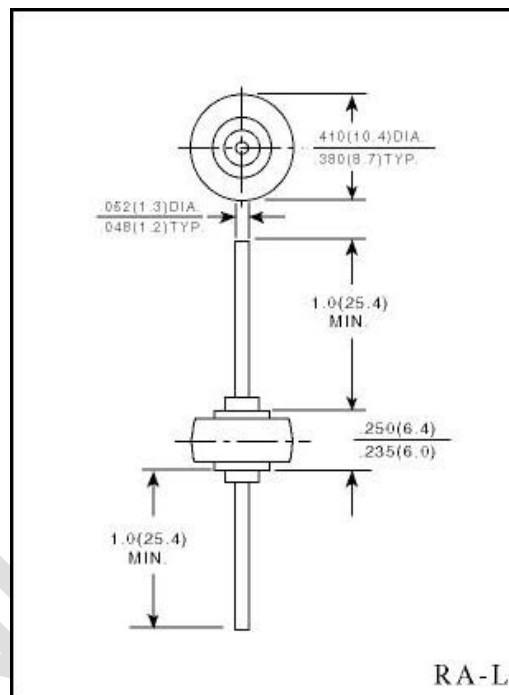 .410(10.4)DIA.
.380(8.7)TYP.
.052(1.3)DIA.
.048(1.2)TYP.
1.0(25.4)
MIN.
.250(6.4)
.235(6.0)
1.0(25.4)
MIN.
RA-L